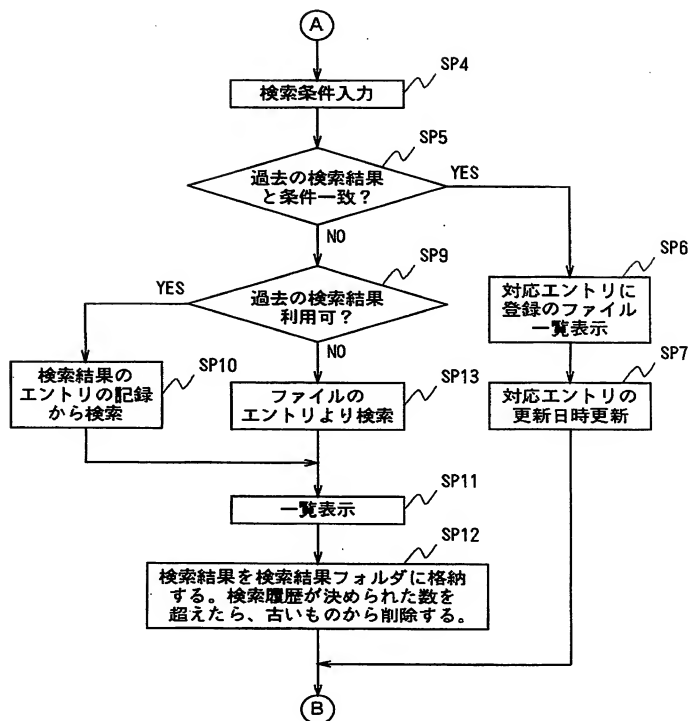 A
SP4
検索条件入力
SP5
過去の検索結果
と条件一致?
YES
NO
SP6
対応エントリに
登録のファイル
一覧表示
SP9
YES
過去の検索結果
利用可?
NO
SP7
対応エントリの
更新日時更新
SP10
検索結果の
エントリの記録
から検索
SP13
ファイルの
エントリより検索
SP11
一覧表示
SP12
検索結果を検索結果フォルダに格納
する。検索履歴が決められた数を
超えたら、古いものから削除する。
B